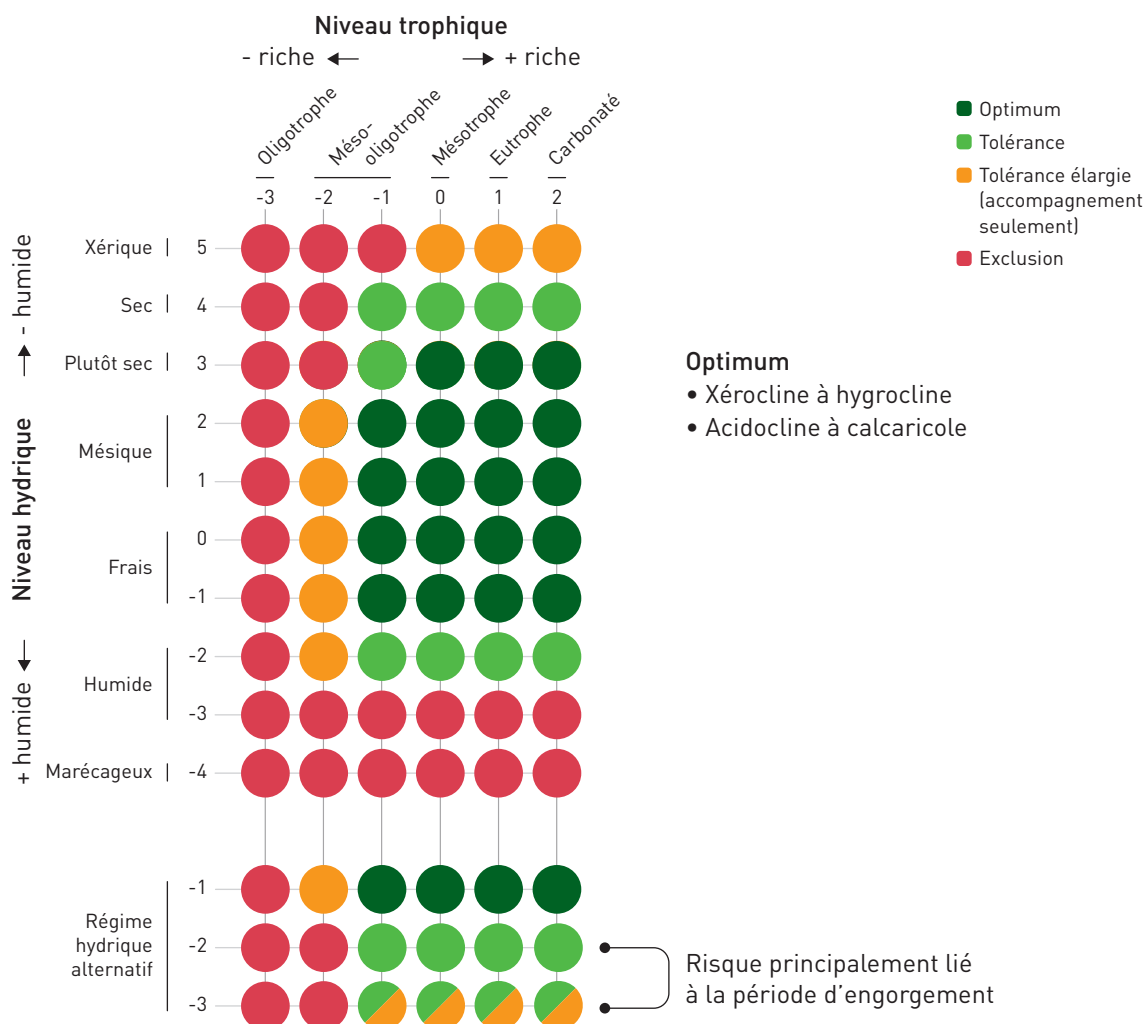 Niveau trophique
- riche ← → + riche
Oligotrophe
Méso-
oligotrophe
Mésotrophe
Eutrophe
Carbonaté
-3 -2 -1 0 1 2
Optimum
Tolérance
Tolérance élargie
(accompagnement
seulement)
Exclusion
Niveau hydrique
→ - humide
+ humide ←
Xérique 5
Sec 4
Plutôt sec 3
2
Mésique
1
0
Frais
-1
-2
Humide
-3
Marécageux -4
Optimum
• Xérocline à hygrocline
• Acidocline à calcaricole
-1
Régime
hydrique
alternatif
-2
-3
Risque principalement lié
à la période d'engorgement